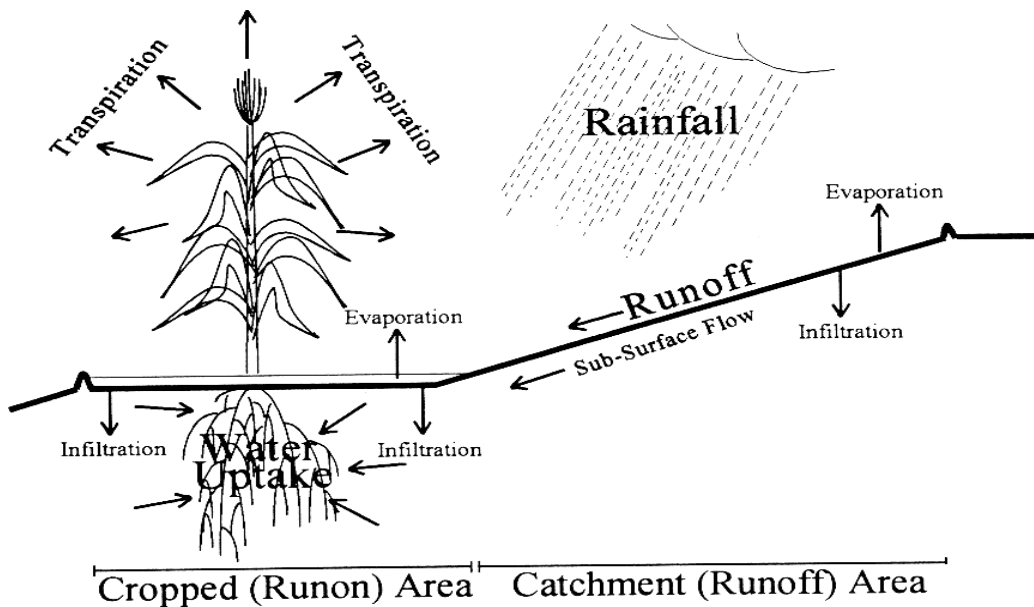 Transpiration
Transpiration
Rainfall
Evaporation
Runoff
Sub-Surface Flow
Infiltration
Evaporation
Infiltration
Water
Uptake
Infiltration
Cropped (Runon) Area
Catchment (Runoff) Area